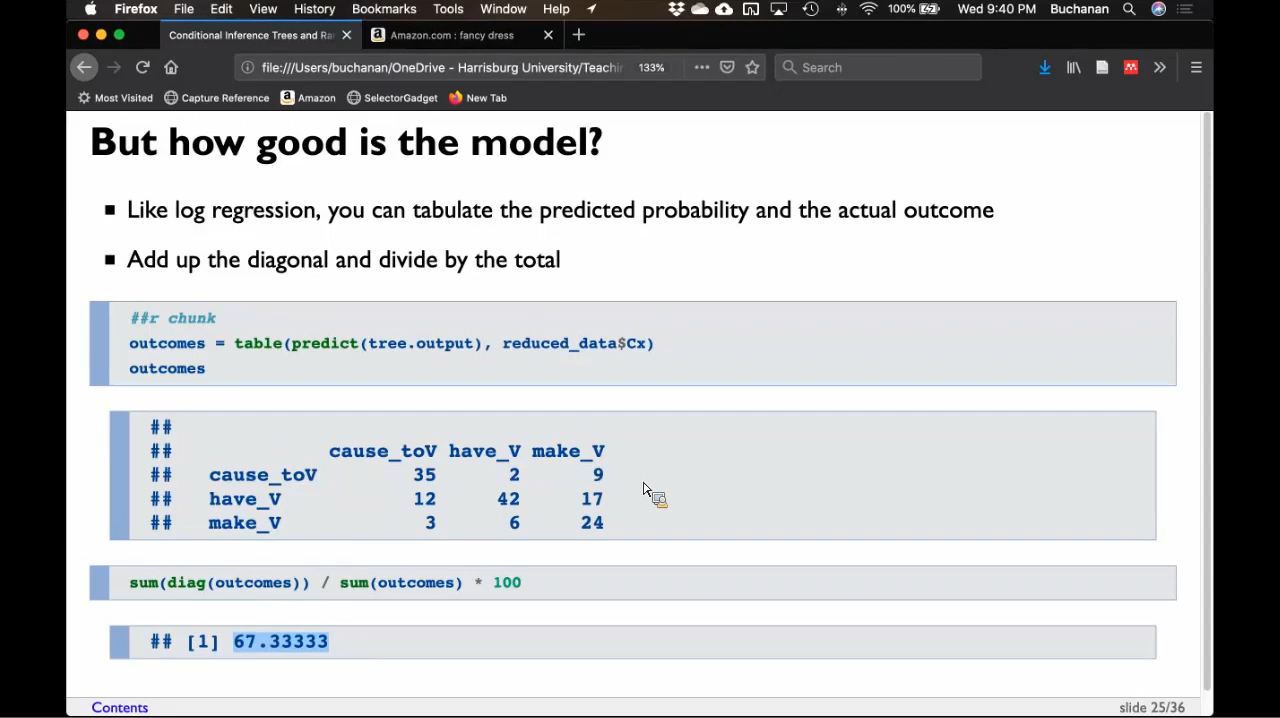 Firefox File Edit View History Bookmarks Tools Window Help 100% Wed 9:40 PM Buchanan
Conditional Inference Trees and Ra Amazon.com : fancy dress
file:///Users/buchanan/OneDrive - Harrisburg University/Teachin 133% Search
Most Visited Capture Reference Amazon SelectorGadget New Tab
But how good is the model?
Like log regression, you can tabulate the predicted probability and the actual outcome
Add up the diagonal and divide by the total
##r chunk
outcomes = table(predict(tree.output), reduced_data$Cx)
outcomes
##
## cause_toV have_V make_V
## cause_toV 35 2 9
## have_V 12 42 17
## make_V 3 6 24
sum(diag(outcomes)) / sum(outcomes) * 100
## [1] 67.33333
Contents slide 25/36